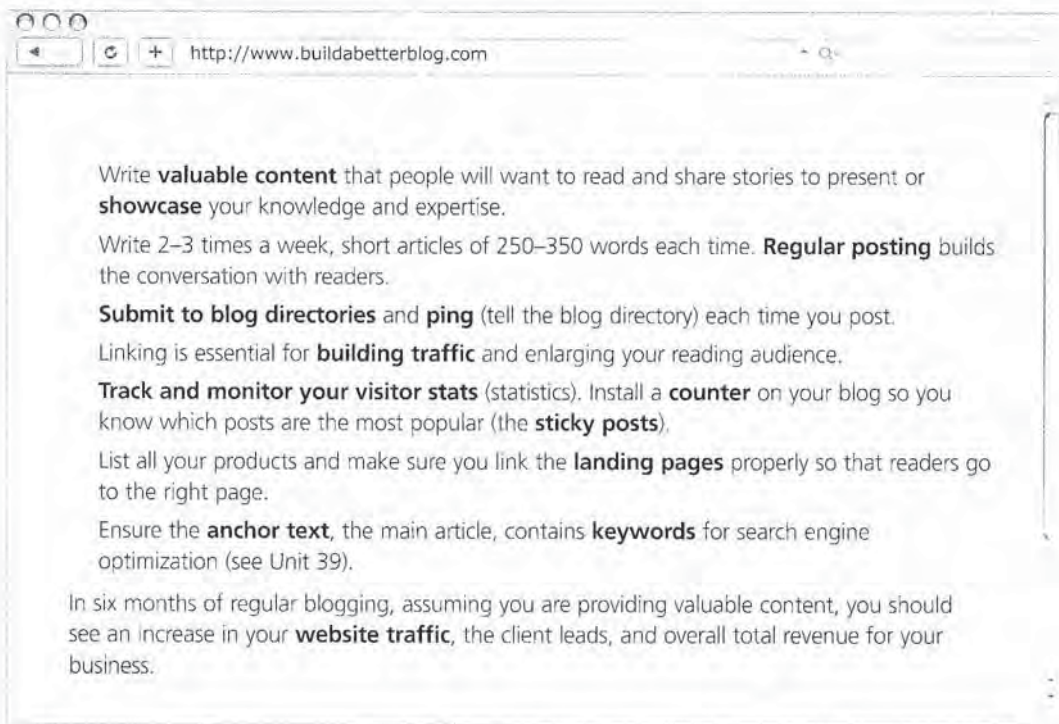 http://www.buildabetterblog.com
Write valuable content that people will want to read and share stories to present or
showcase your knowledge and expertise.
Write 2–3 times a week, short articles of 250–350 words each time. Regular posting builds
the conversation with readers.
Submit to blog directories and ping (tell the blog directory) each time you post.
Linking is essential for building traffic and enlarging your reading audience.
Track and monitor your visitor stats (statistics). Install a counter on your blog so you
know which posts are the most popular (the sticky posts).
List all your products and make sure you link the landing pages properly so that readers go
to the right page.
Ensure the anchor text, the main article, contains keywords for search engine
optimization (see Unit 39).
In six months of regular blogging, assuming you are providing valuable content, you should
see an increase in your website traffic, the client leads, and overall total revenue for your
business.